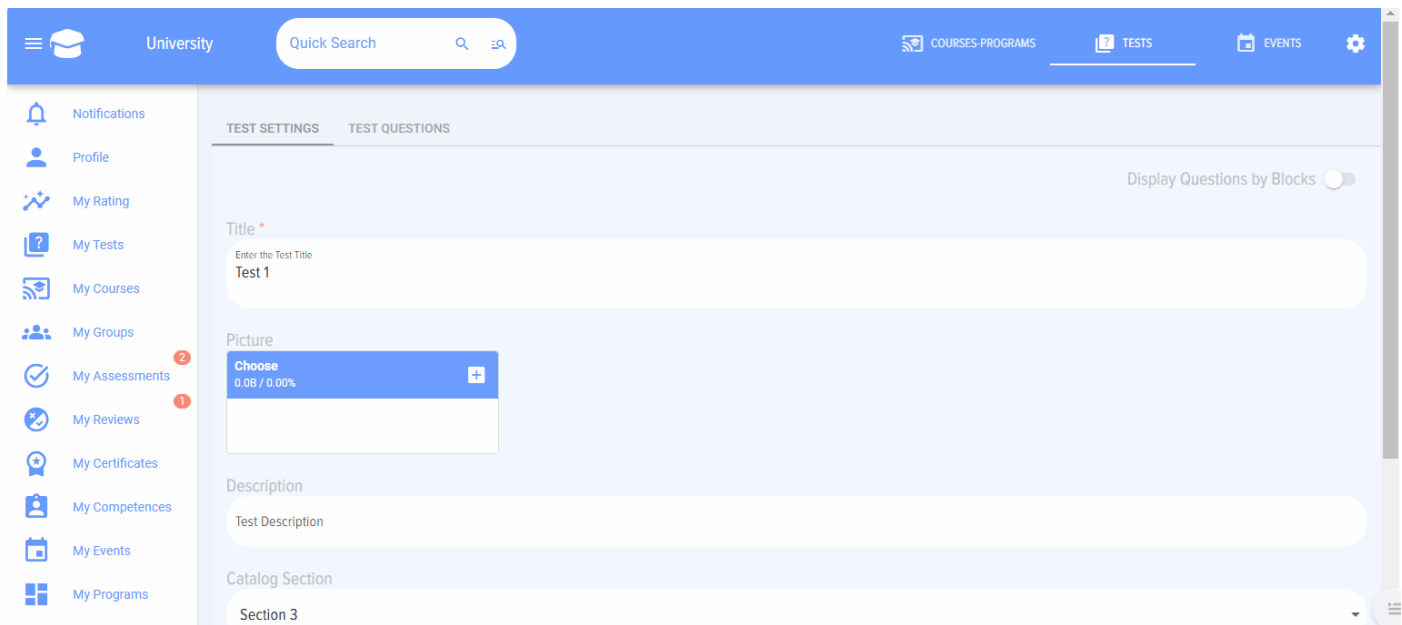 University
Quick Search
COURSES-PROGRAMS
? TESTS
EVENTS
Notifications
Profile
My Rating
? My Tests
My Courses
My Groups
2
My Assessments
1
My Reviews
My Certificates
My Competences
My Events
My Programs
TEST SETTINGS TEST QUESTIONS
Display Questions by Blocks
Title *
Enter the Test Title
Test 1
Picture
Choose
0.0B / 0.00%
Description
Test Description
Catalog Section
Section 3